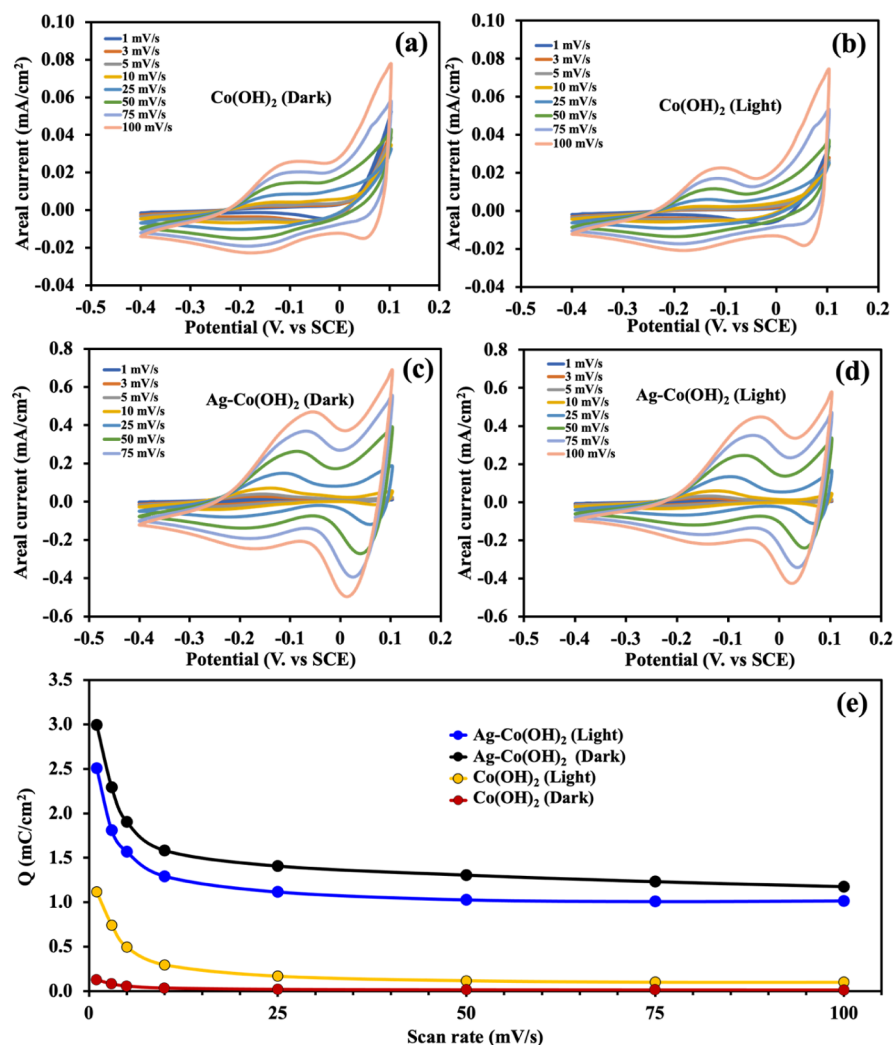 (a)
Areal current (mA/cm²)
0.10
0.08
0.06
0.04
0.02
0.00
-0.02
-0.04
1 mV/s
3 mV/s
5 mV/s
10 mV/s
25 mV/s
50 mV/s
75 mV/s
100 mV/s
Co(OH)₂ (Dark)
-0.5 -0.4 -0.3 -0.2 -0.1 0 0.1 0.2
Potential (V. vs SCE)
(b)
Areal current (mA/cm²)
0.10
0.08
0.06
0.04
0.02
0.00
-0.02
-0.04
1 mV/s
3 mV/s
5 mV/s
10 mV/s
25 mV/s
50 mV/s
75 mV/s
100 mV/s
Co(OH)₂ (Light)
-0.5 -0.4 -0.3 -0.2 -0.1 0 0.1 0.2
Potential (V. vs SCE)
(c)
Areal current (mA/cm²)
0.8
0.6
0.4
0.2
0.0
-0.2
-0.4
-0.6
1 mV/s
3 mV/s
5 mV/s
10 mV/s
25 mV/s
50 mV/s
75 mV/s
Ag-Co(OH)₂ (Dark)
-0.5 -0.4 -0.3 -0.2 -0.1 0 0.1 0.2
Potential (V. vs SCE)
(d)
Areal current (mA/cm²)
0.8
0.6
0.4
0.2
0.0
-0.2
-0.4
-0.6
1 mV/s
3 mV/s
5 mV/s
10 mV/s
25 mV/s
50 mV/s
75 mV/s
100 mV/s
Ag-Co(OH)₂ (Light)
-0.5 -0.4 -0.3 -0.2 -0.1 0 0.1 0.2
Potential (V. vs SCE)
(e)
Q (mC/cm²)
3.5
3.0
2.5
2.0
1.5
1.0
0.5
0.0
Ag-Co(OH)₂ (Light)
Ag-Co(OH)₂ (Dark)
Co(OH)₂ (Light)
Co(OH)₂ (Dark)
0 25 50 75 100
Scan rate (mV/s)